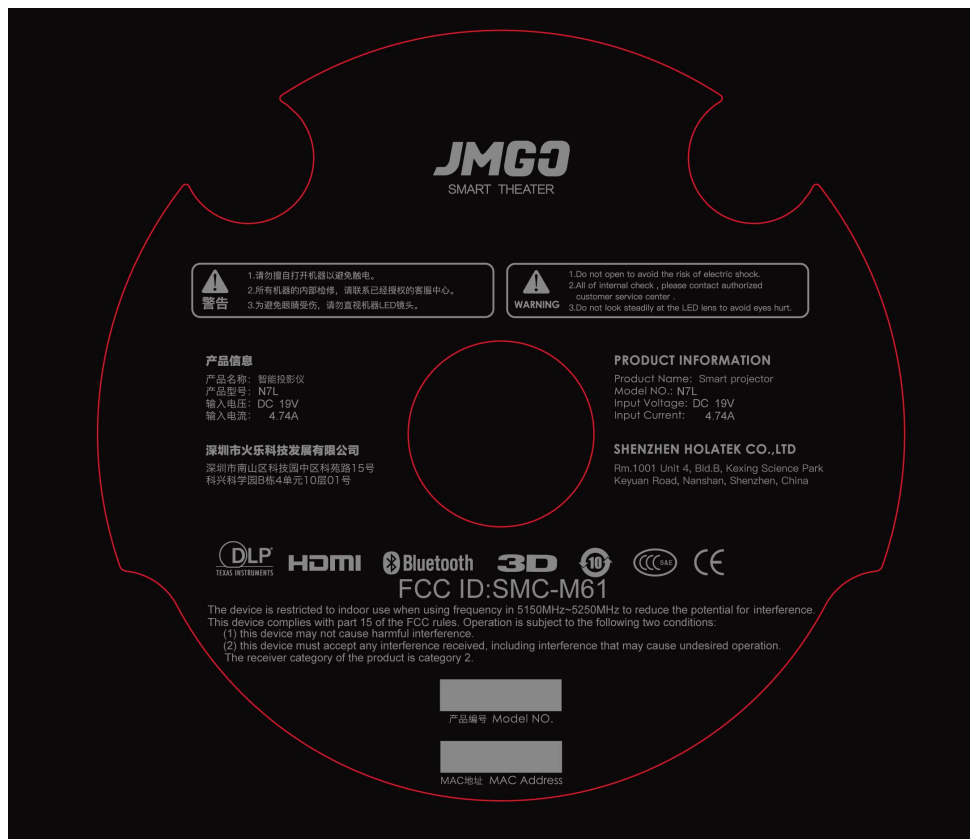 JMGO
SMART THEATER
警告
1.请勿擅自打开机器以避免触电。
2.所有机器的内部检修，请联系已经授权的客服中心。
3.为避免眼睛受伤，请勿直视机器LED镜头。
WARNING
1.Do not open to avoid the risk of electric shock.
2.All of internal check , please contact authorized
customer service center .
3.Do not look steadily at the LED lens to avoid eyes hurt.
产品信息
产品名称：智能投影仪
产品型号：N7L
输入电压：DC 19V
输入电流： 4.74A
深圳市火乐科技发展有限公司
深圳市南山区科技园中区科苑路15号
科兴科学园B栋4单元10层01号
PRODUCT INFORMATION
Product Name: Smart projector
Model NO.: N7L
Input Voltage: DC 19V
Input Current: 4.74A
SHENZHEN HOLATEK CO.,LTD
Rm.1001 Unit 4, Bld.B, Kexing Science Park
Keyuan Road, Nanshan, Shenzhen, China
DLP
TEXAS INSTRUMENTS
HDMI
Bluetooth
3D
10
CCC S&E
CE
FCC ID:SMC-M61
The device is restricted to indoor use when using frequency in 5150MHz~5250MHz to reduce the potential for interference.
This device complies with part 15 of the FCC rules. Operation is subject to the following two conditions:
(1) this device may not cause harmful interference.
(2) this device must accept any interference received, including interference that may cause undesired operation.
The receiver category of the product is category 2.
产品编号 Model NO.
MAC地址 MAC Address